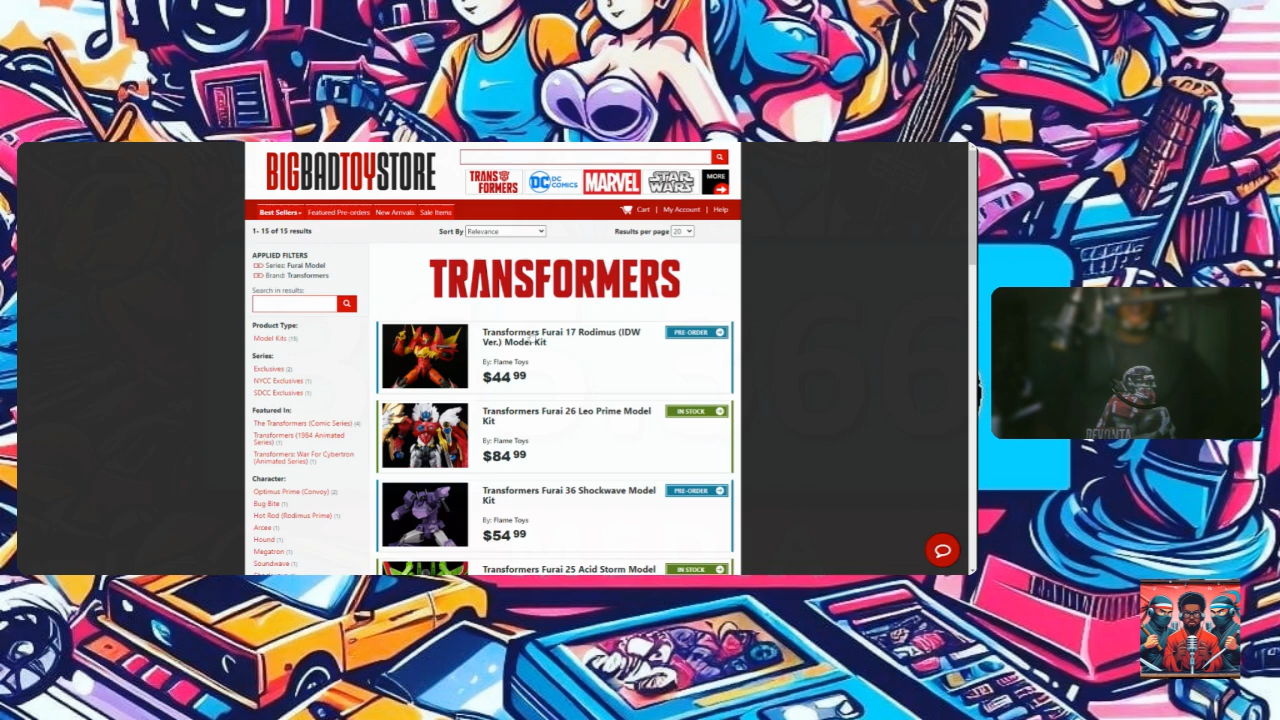 BIGBADTOYSTORE
TRANSFORMERS
DC COMICS
MARVEL
STAR WARS
MORE
Best Sellers
Featured Pre-orders
New Arrivals
Sale Items
Cart | My Account | Help
1- 15 of 15 results
Sort By Relevance
Results per page 20
APPLIED FILTERS
Series: Furai Model
Brand: Transformers
Search in results:
Product Type:
Model Kits (15)
Series:
Exclusives (2)
NYCC Exclusives (1)
SDCC Exclusives (1)
Featured In:
The Transformers (Comic Series) (4)
Transformers (1984 Animated
Series) (1)
Transformers: War For Cybertron
(Animated Series) (1)
Character:
Optimus Prime (Convoy) (2)
Bug Bite (1)
Hot Rod (Rodimus Prime) (1)
Arcee (1)
Hound (1)
Megatron (1)
Soundwave (1)
TRANSFORMERS
Transformers Furai 17 Rodimus (IDW
Ver.) Model Kit
PRE-ORDER
By: Flame Toys
$44.99
Transformers Furai 26 Leo Prime Model
Kit
IN STOCK
By: Flame Toys
$84.99
Transformers Furai 36 Shockwave Model
Kit
PRE-ORDER
By: Flame Toys
$54.99
Transformers Furai 25 Acid Storm Model
IN STOCK
DEVONTA